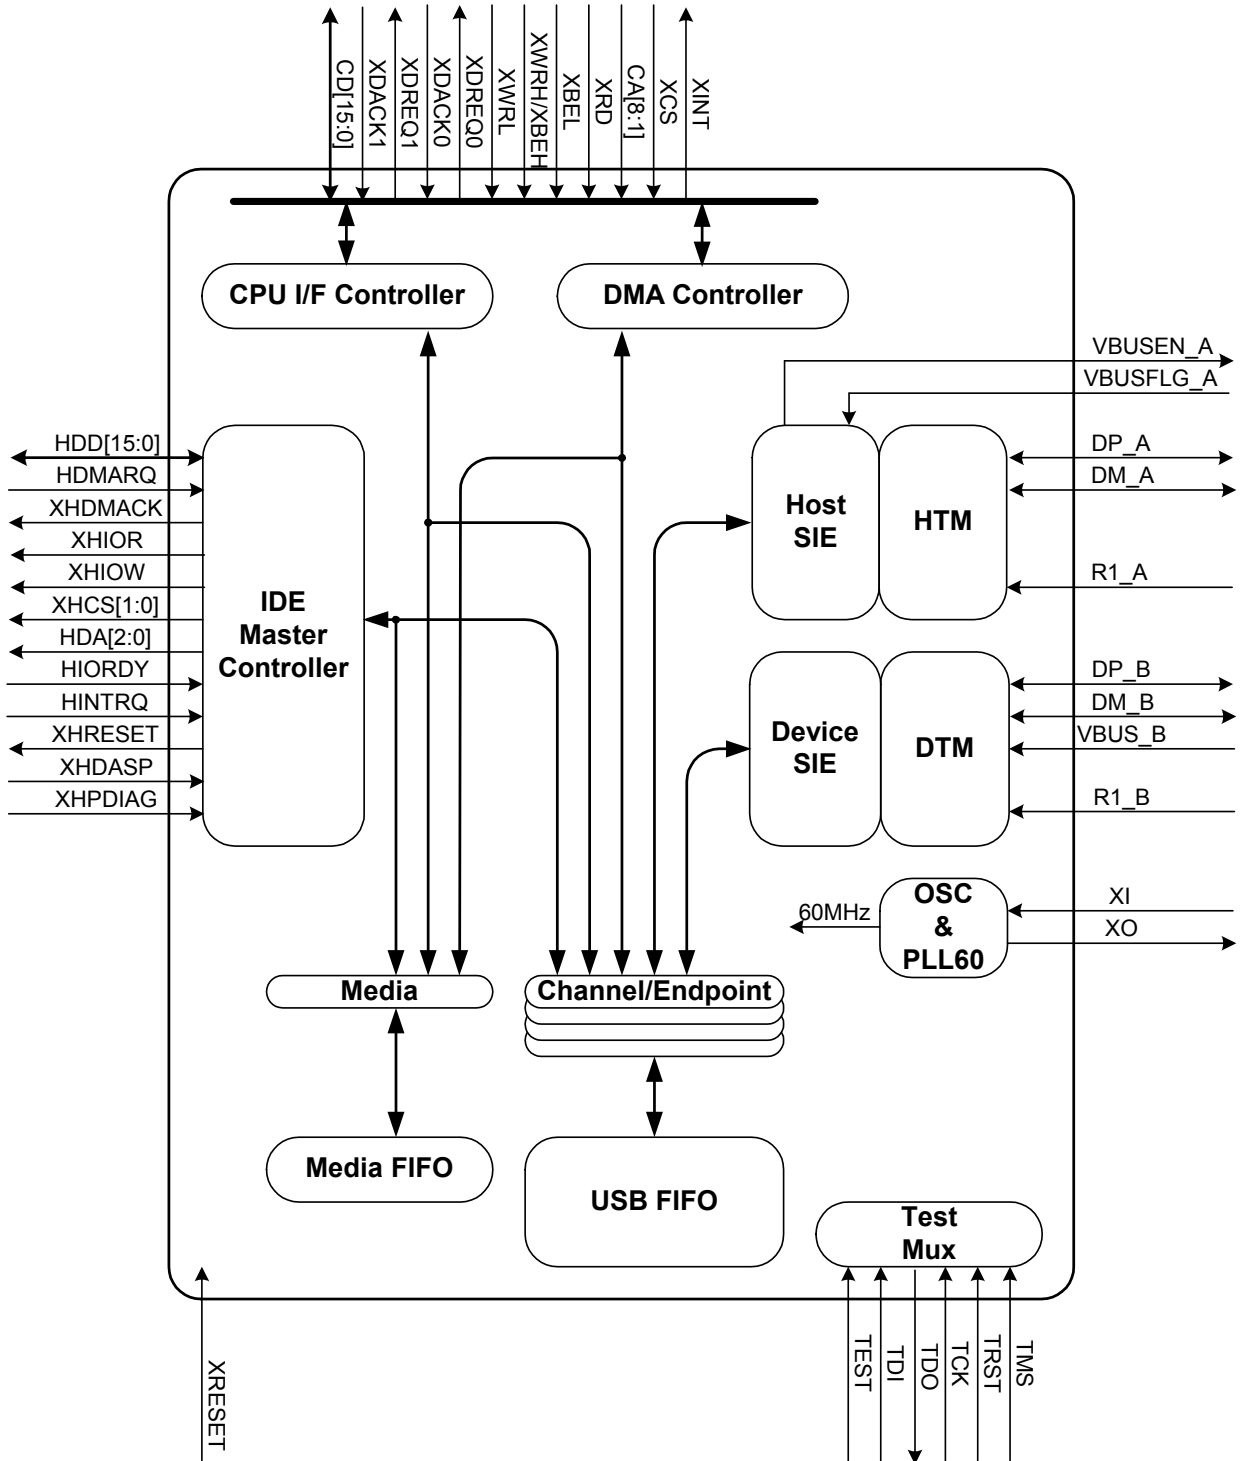 CD[15:0]
XDACK1
XDREQ1
XDACK0
XDREQ0
XWRL
XWRH/XBEH
XBEL
XRD
CA[8:1]
XCS
XINT
CPU I/F Controller
DMA Controller
VBUSEN_A
VBUSFLG_A
HDD[15:0]
HDMARQ
XHDMACK
XHIOR
XHIOW
XHCS[1:0]
HDA[2:0]
HIORDY
HINTRQ
XHRESET
XHDASP
XHPDIAG
IDE
Master
Controller
Host
SIE
HTM
DP_A
DM_A
R1_A
Device
SIE
DTM
DP_B
DM_B
VBUS_B
R1_B
60MHz
OSC
&
PLL60
XI
XO
Media
Channel/Endpoint
Media FIFO
USB FIFO
Test
Mux
XRESET
TEST
TDI
TDO
TCK
TRST
TMS